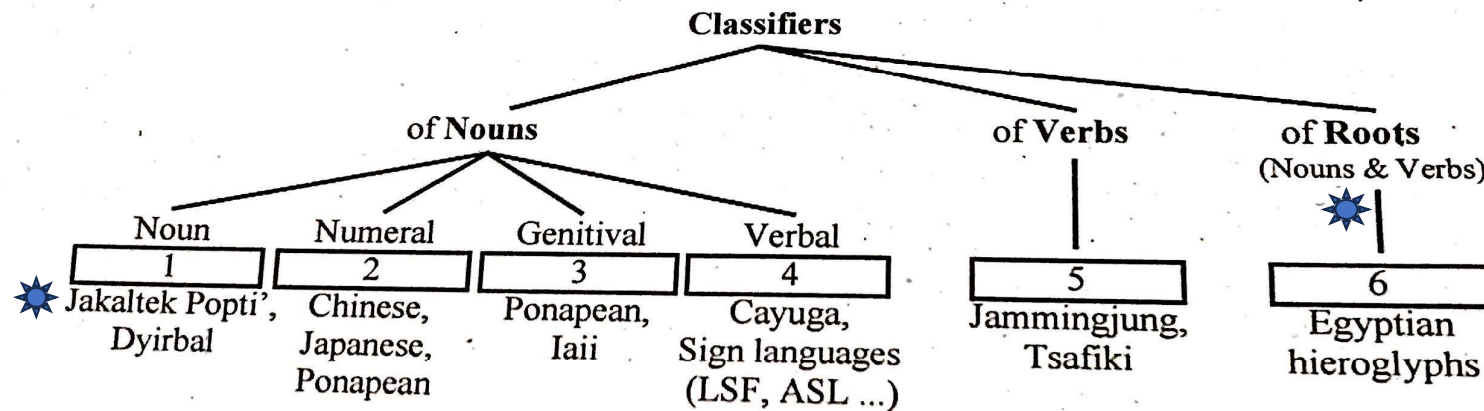 Classifiers
of Nouns
of Verbs
of Roots
(Nouns & Verbs)
Noun
Numeral
Genitival
Verbal
1
2
3
4
5
6
Jakaltek Popti’,
Dyirbal
Chinese,
Japanese,
Ponapean
Ponapean,
Iaii
Cayuga,
Sign languages
(LSF, ASL ...)
Jammingjung,
Tsafiki
Egyptian
hieroglyphs